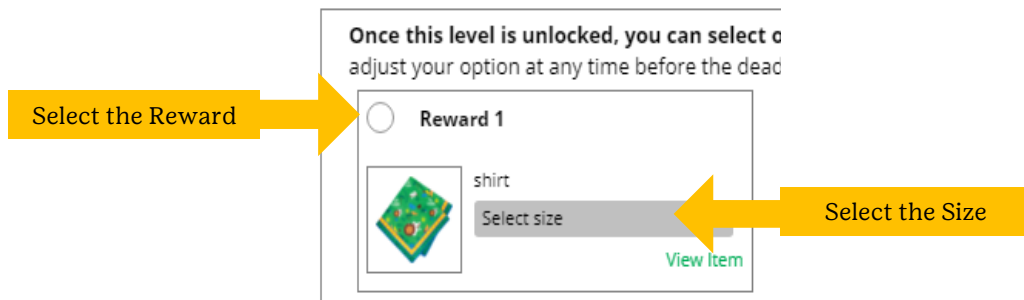 Once this level is unlocked, you can select
adjust your option at any time before the
Select the Reward
Reward 1
shirt
Select size
Select the Size
View Item